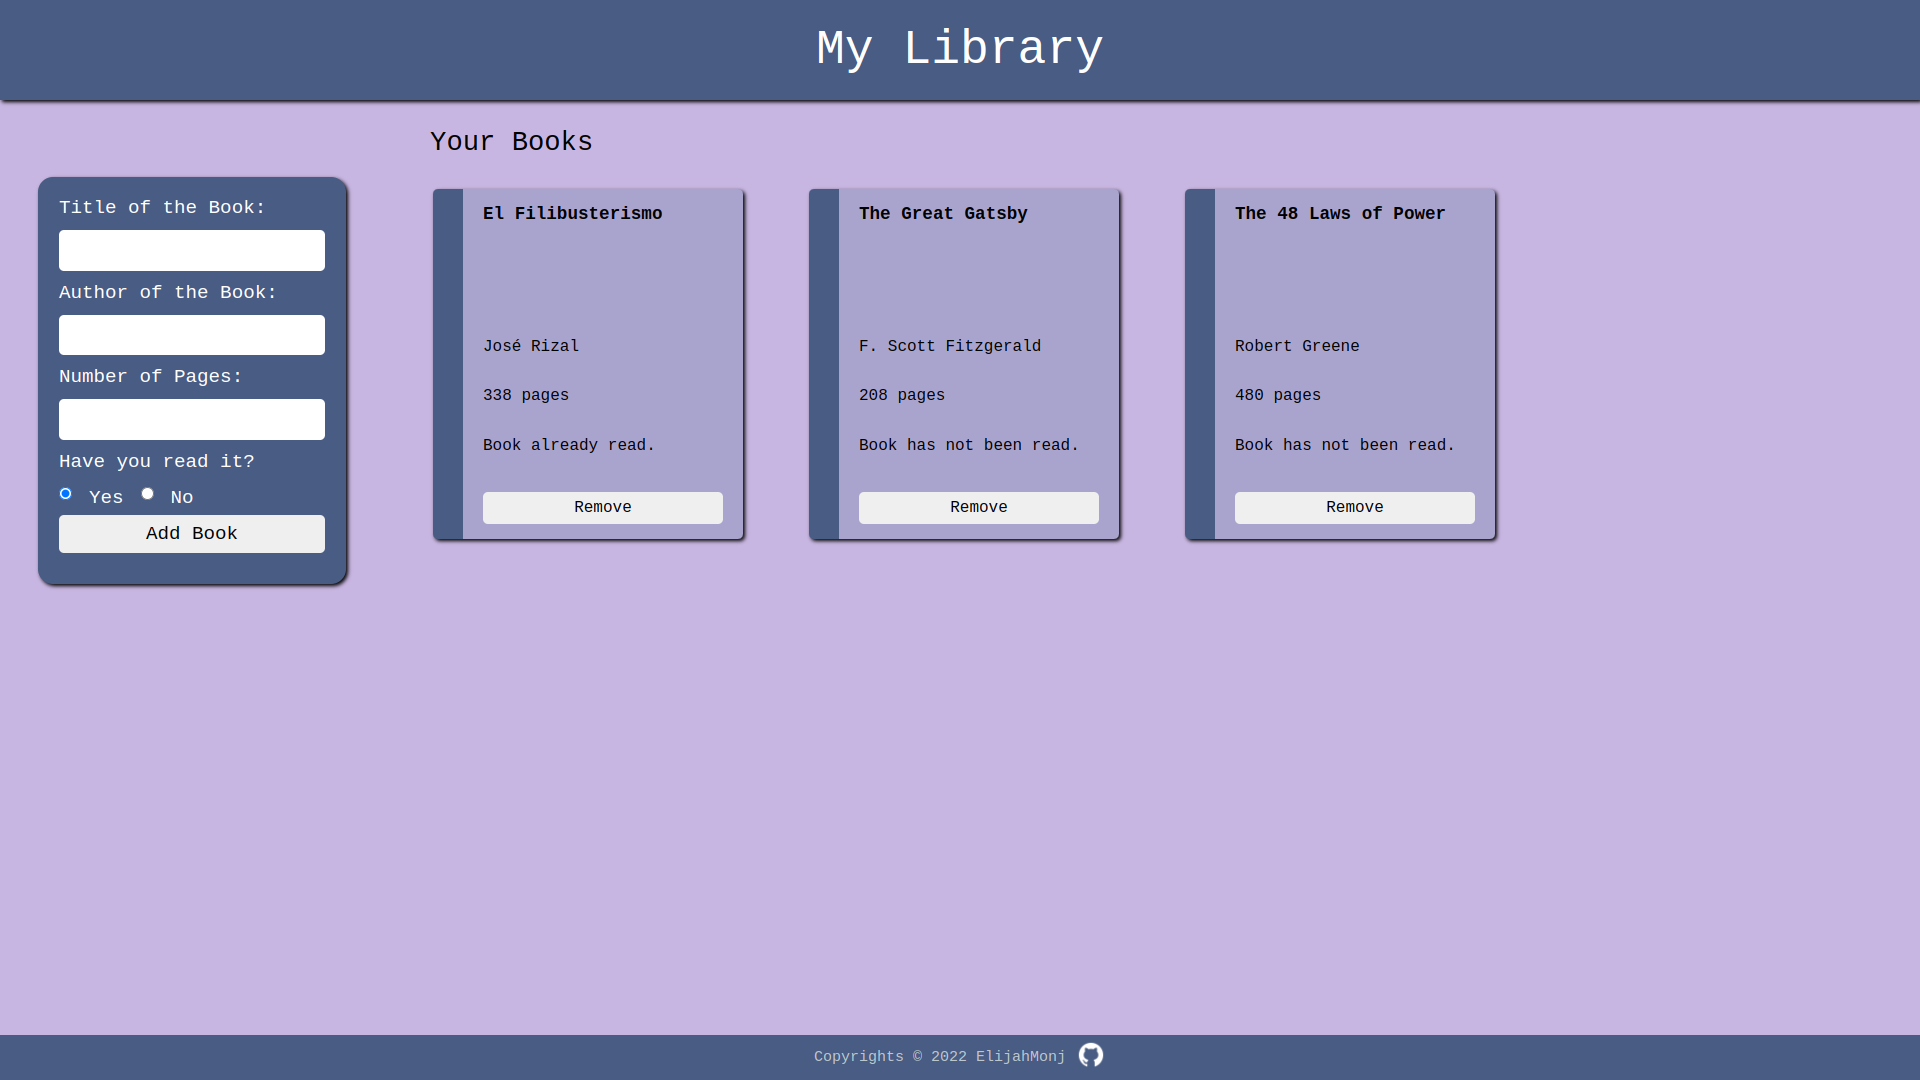 My Library
Your Books
Title of the Book:
Author of the Book:
Number of Pages:
Have you read it?
Yes No
Add Book
El Filibusterismo
José Rizal
338 pages
Book already read.
Remove
The Great Gatsby
F. Scott Fitzgerald
208 pages
Book has not been read.
Remove
The 48 Laws of Power
Robert Greene
480 pages
Book has not been read.
Remove
Copyrights © 2022 ElijahMonj